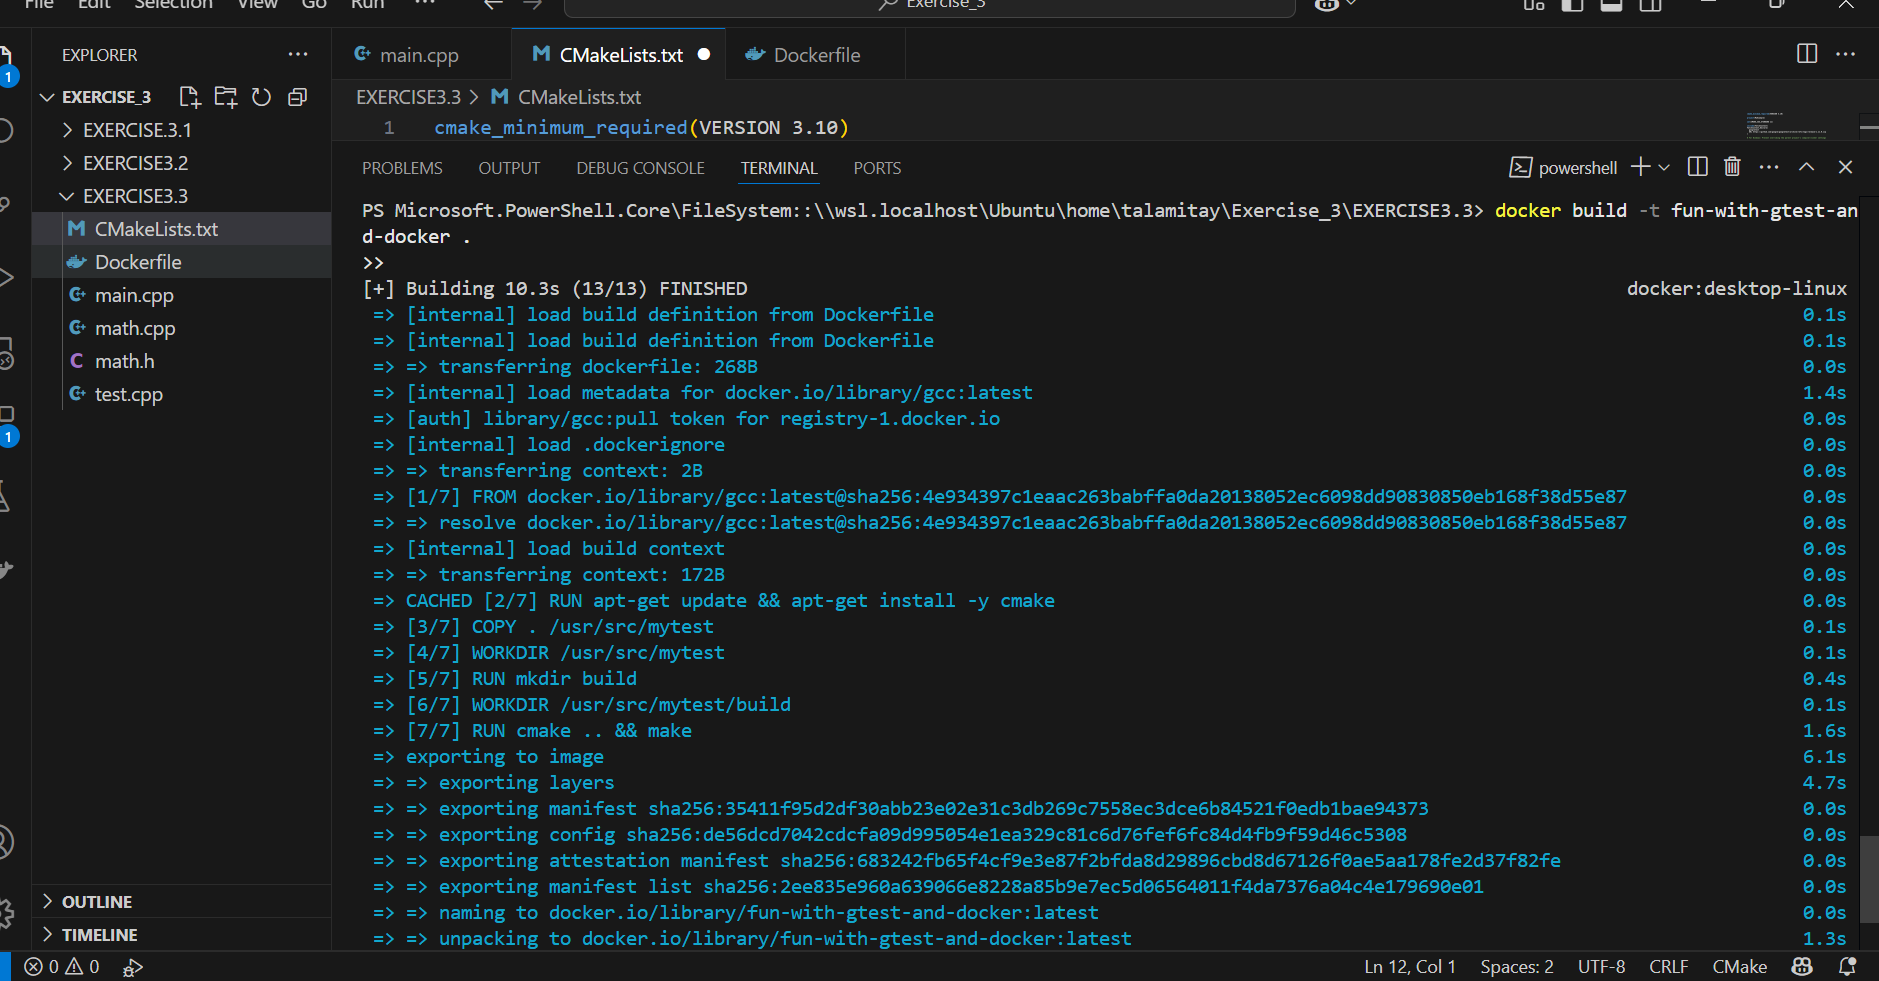 File Edit Selection View Go Run ··· Exercise_3
EXPLORER ···
EXERCISE_3
EXERCISE.3.1
EXERCISE3.2
EXERCISE3.3
CMakeLists.txt
Dockerfile
main.cpp
math.cpp
math.h
test.cpp
OUTLINE
TIMELINE
1
1
main.cpp CMakeLists.txt Dockerfile
EXERCISE3.3 > CMakeLists.txt
1 cmake_minimum_required(VERSION 3.10)
PROBLEMS OUTPUT DEBUG CONSOLE TERMINAL PORTS powershell
PS Microsoft.PowerShell.Core\FileSystem::\\wsl.localhost\Ubuntu\home\talamitay\Exercise_3\EXERCISE3.3> docker build -t fun-with-gtest-an
d-docker .
>>
[+] Building 10.3s (13/13) FINISHED docker:desktop-linux
=> [internal] load build definition from Dockerfile 0.1s
=> [internal] load build definition from Dockerfile 0.1s
=> => transferring dockerfile: 268B 0.0s
=> [internal] load metadata for docker.io/library/gcc:latest 1.4s
=> [auth] library/gcc:pull token for registry-1.docker.io 0.0s
=> [internal] load .dockerignore 0.0s
=> => transferring context: 2B 0.0s
=> [1/7] FROM docker.io/library/gcc:latest@sha256:4e934397c1eaac263babffa0da20138052ec6098dd90830850eb168f38d55e87 0.0s
=> => resolve docker.io/library/gcc:latest@sha256:4e934397c1eaac263babffa0da20138052ec6098dd90830850eb168f38d55e87 0.0s
=> [internal] load build context 0.0s
=> => transferring context: 172B 0.0s
=> CACHED [2/7] RUN apt-get update && apt-get install -y cmake 0.0s
=> [3/7] COPY . /usr/src/mytest 0.1s
=> [4/7] WORKDIR /usr/src/mytest 0.1s
=> [5/7] RUN mkdir build 0.4s
=> [6/7] WORKDIR /usr/src/mytest/build 0.1s
=> [7/7] RUN cmake .. && make 1.6s
=> exporting to image 6.1s
=> => exporting layers 4.7s
=> => exporting manifest sha256:35411f95d2df30abb23e02e31c3db269c7558ec3dce6b84521f0edb1bae94373 0.0s
=> => exporting config sha256:de56dcd7042cdcfa09d995054e1ea329c81c6d76fef6fc84d4fb9f59d46c5308 0.0s
=> => exporting attestation manifest sha256:683242fb65f4cf9e3e87f2bfda8d29896cbd8d67126f0ae5aa178fe2d37f82fe 0.0s
=> => exporting manifest list sha256:2ee835e960a639066e8228a85b9e7ec5d06564011f4da7376a04c4e179690e01 0.0s
=> => naming to docker.io/library/fun-with-gtest-and-docker:latest 0.0s
=> => unpacking to docker.io/library/fun-with-gtest-and-docker:latest 1.3s
0 0 Ln 12, Col 1 Spaces: 2 UTF-8 CRLF CMake